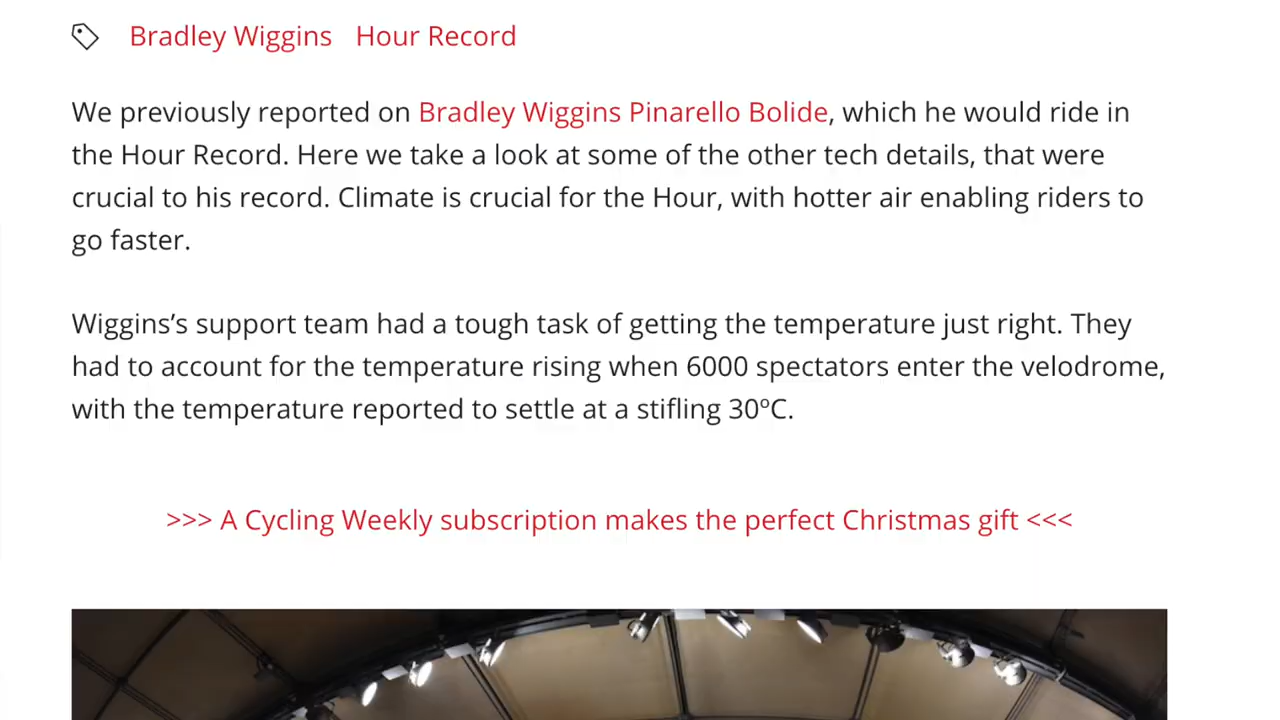 Bradley Wiggins Hour Record
We previously reported on Bradley Wiggins Pinarello Bolide, which he would ride in
the Hour Record. Here we take a look at some of the other tech details, that were
crucial to his record. Climate is crucial for the Hour, with hotter air enabling riders to
go faster.
Wiggins’s support team had a tough task of getting the temperature just right. They
had to account for the temperature rising when 6000 spectators enter the velodrome,
with the temperature reported to settle at a stifling 30ºC.
>>> A Cycling Weekly subscription makes the perfect Christmas gift <<<